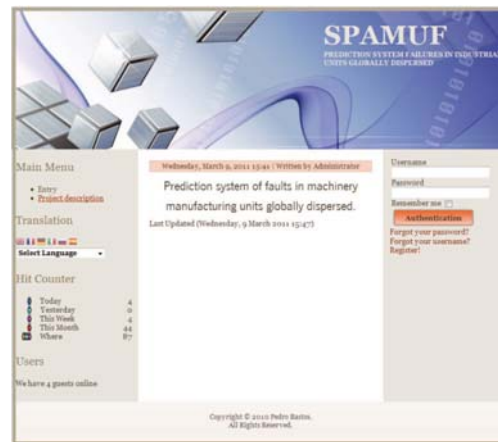 SPAMUF
PREDICTION SYSTEM FAILURES IN INDUSTRIAL
UNITS GLOBALLY DISPERSED
Main Menu
Entry
Project description
Translation
Select Language
Hit Counter
Today 4
Yesterday 0
This Week 4
This Month 44
Where 87
Users
We have 4 guests online
Wednesday, March 9, 2011 15:41 | Written by Administrator
Prediction system of faults in machinery
manufacturing units globally dispersed.
Last Updated (Wednesday, 9 March 2011 15:47)
Username
Password
Remember me
Authentication
Forgot your password?
Forgot your username?
Register!
Copyright © 2010 Pedro Bastos.
All Rights Reserved.